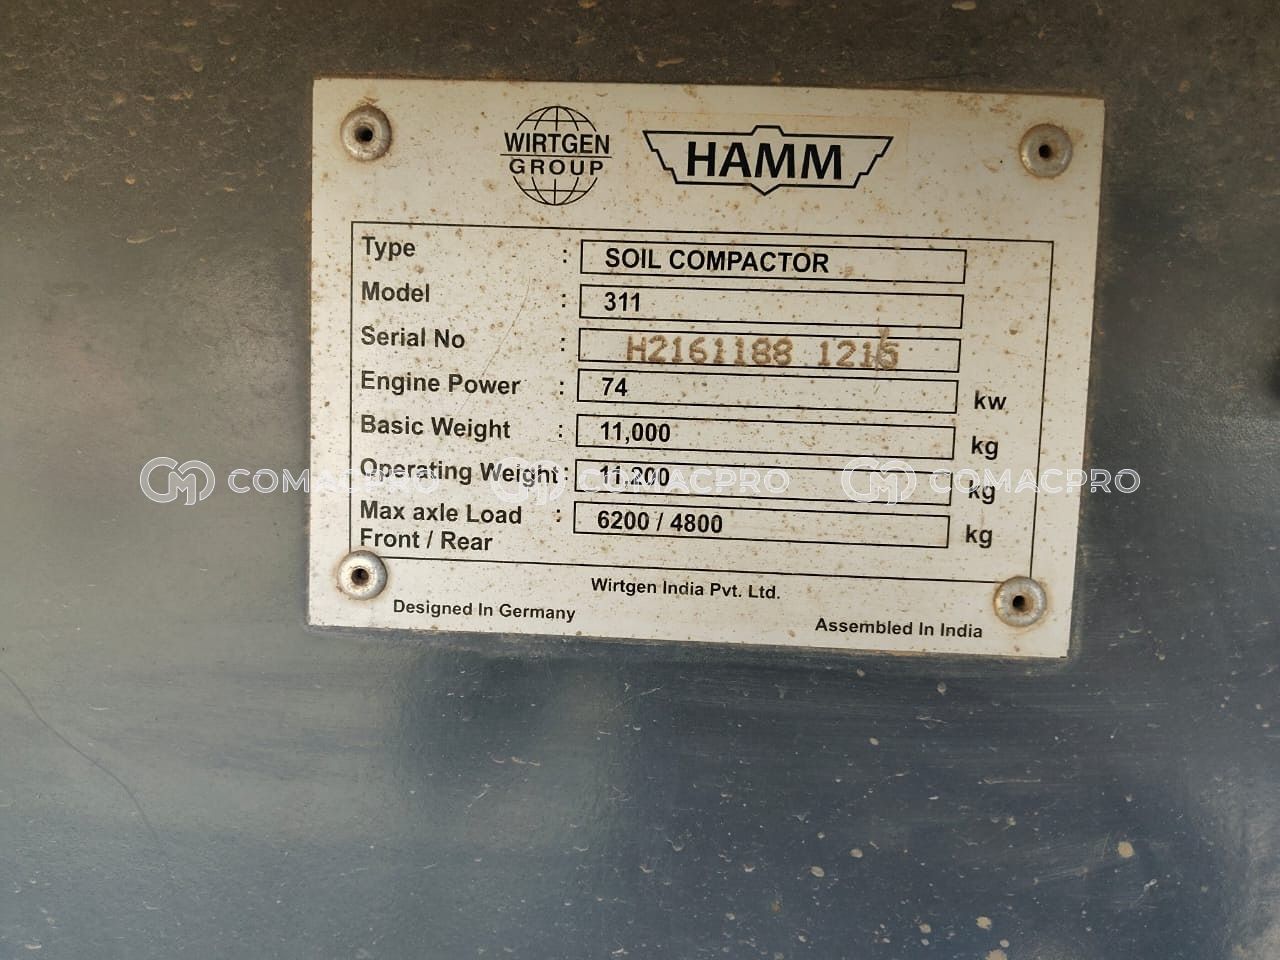 WIRTGEN
GROUP
HAMM
Type : SOIL COMPACTOR
Model : 311
Serial No : H2161188 1216
Engine Power : 74 kw
Basic Weight : 11,000 kg
Operating Weight : 11,200 kg
COMACPRO COMACPRO COMACPRO
Max axle Load : 6200 / 4800 kg
Front / Rear
Wirtgen India Pvt. Ltd.
Designed In Germany
Assembled In India